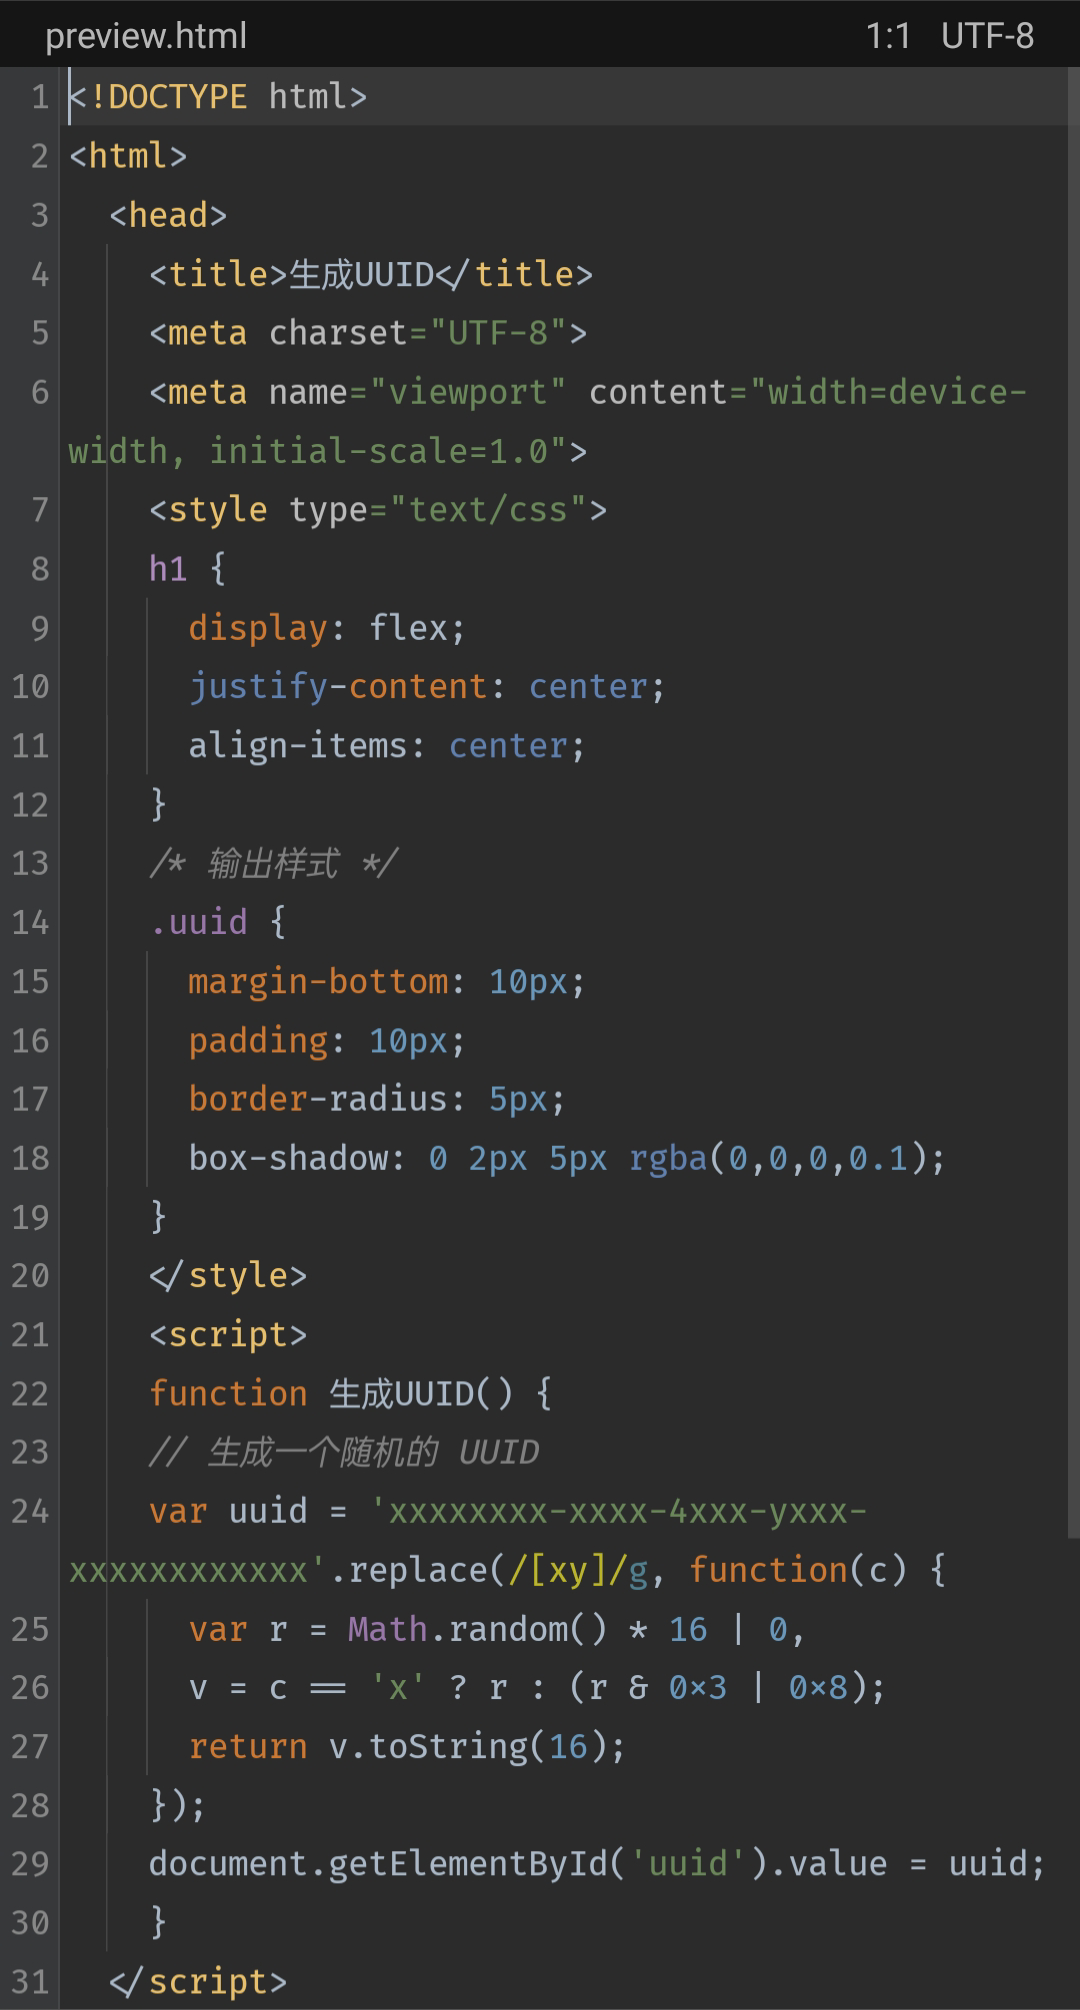 preview.html 1:1 UTF-8
1 <!DOCTYPE html>
2 <html>
3 <head>
4 <title>生成UUID</title>
5 <meta charset="UTF-8">
6 <meta name="viewport" content="width=device-
width, initial-scale=1.0">
7 <style type="text/css">
8 h1 {
9 display: flex;
10 justify-content: center;
11 align-items: center;
12 }
13 /* 输出样式 */
14 .uuid {
15 margin-bottom: 10px;
16 padding: 10px;
17 border-radius: 5px;
18 box-shadow: 0 2px 5px rgba(0,0,0,0.1);
19 }
20 </style>
21 <script>
22 function 生成UUID() {
23 // 生成一个随机的 UUID
24 var uuid = 'xxxxxxxx-xxxx-4xxx-yxxx-
xxxxxxxxxxxx'.replace(/[xy]/g, function(c) {
25 var r = Math.random() * 16 | 0,
26 v = c == 'x' ? r : (r & 0x3 | 0x8);
27 return v.toString(16);
28 });
29 document.getElementById('uuid').value = uuid;
30 }
31 </script>